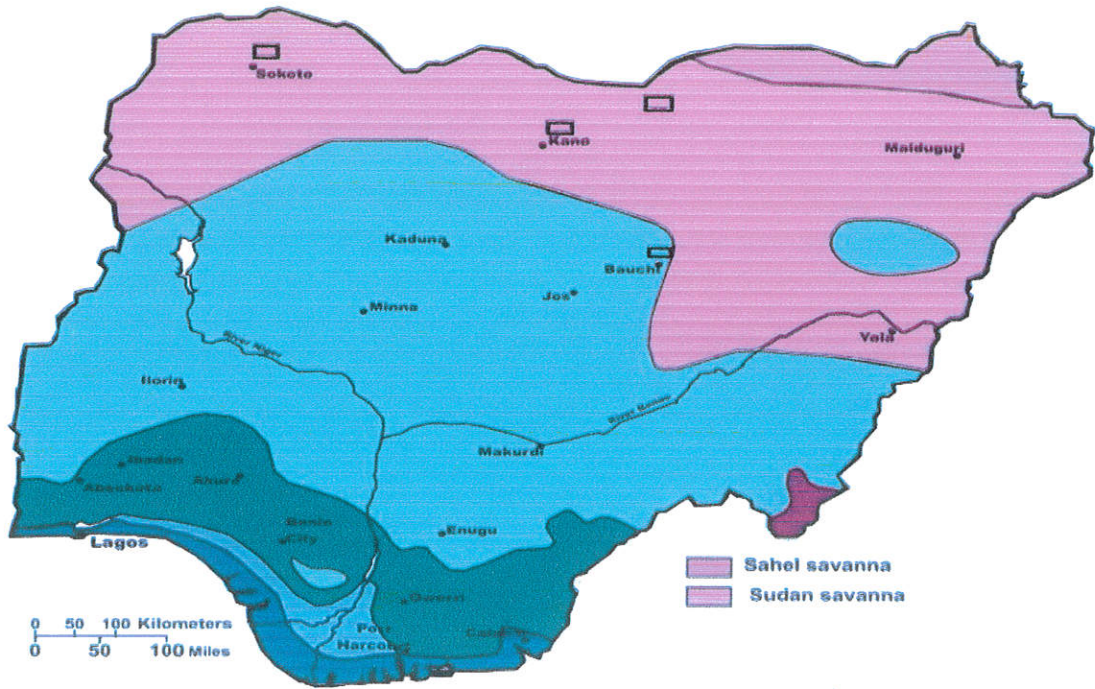 Sokoto
Kano
Maiduguri
Kaduna
Bauchi
Jos
Minna
Yola
River Niger
Ilorin
River Benue
Makurdi
Ibadan
Akure
Abeokuta
Benin
City
Enugu
Lagos
Sahel savanna
Sudan savanna
Owerri
0 50 100 Kilometers
0 50 100 Miles
Port
Harcourt